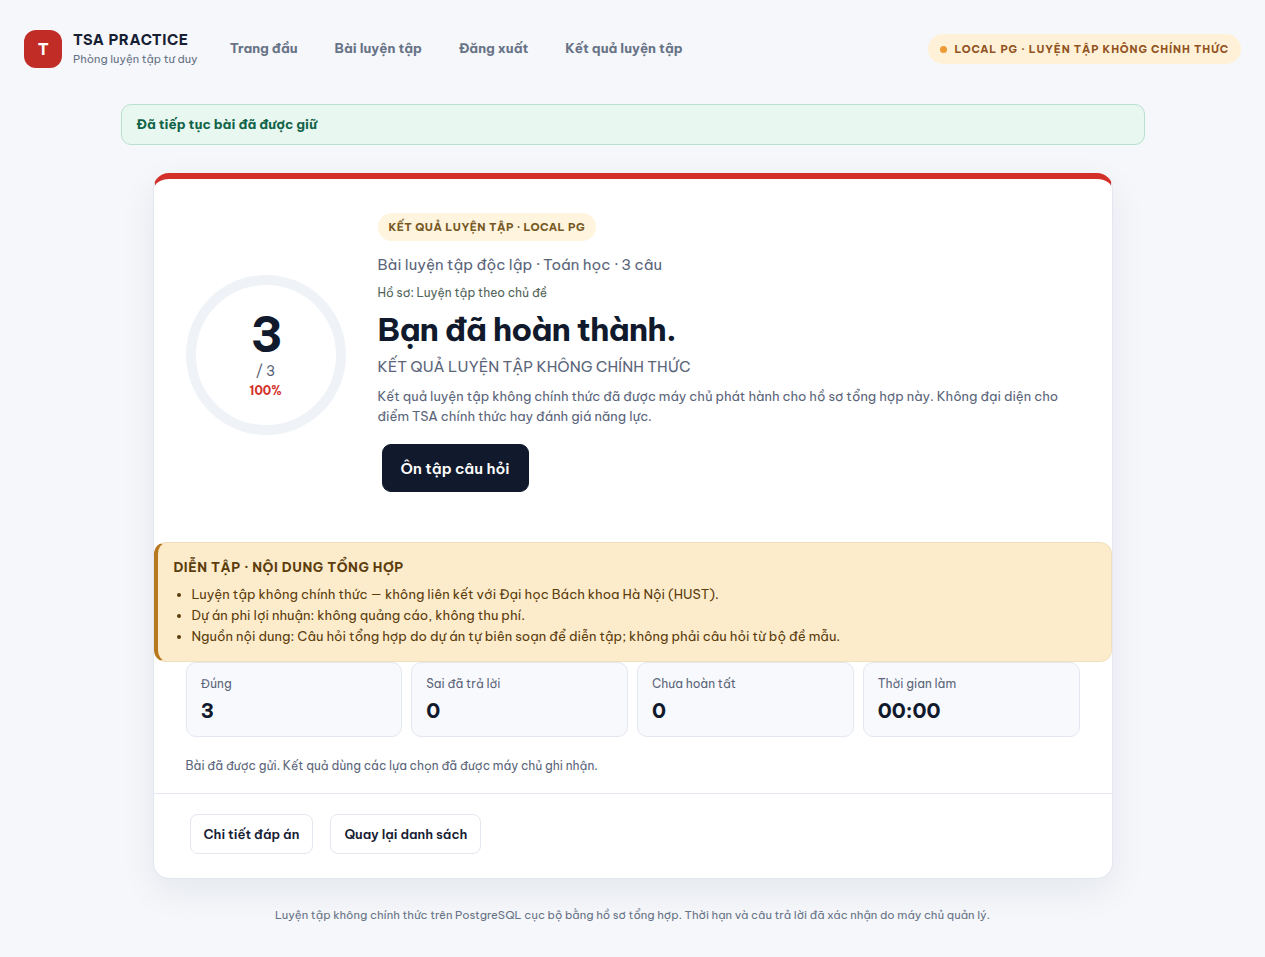 T
TSA PRACTICE
Phòng luyện tập tư duy
Trang đầu
Bài luyện tập
Đăng xuất
Kết quả luyện tập
LOCAL PG · LUYỆN TẬP KHÔNG CHÍNH THỨC
Đã tiếp tục bài đã được giữ
3
/ 3
100%
KẾT QUẢ LUYỆN TẬP · LOCAL PG
Bài luyện tập độc lập · Toán học · 3 câu
Hồ sơ: Luyện tập theo chủ đề
Bạn đã hoàn thành.
KẾT QUẢ LUYỆN TẬP KHÔNG CHÍNH THỨC
Kết quả luyện tập không chính thức đã được máy chủ phát hành cho hồ sơ tổng hợp này. Không đại diện cho
điểm TSA chính thức hay đánh giá năng lực.
Ôn tập câu hỏi
DIỄN TẬP · NỘI DUNG TỔNG HỢP
• Luyện tập không chính thức — không liên kết với Đại học Bách khoa Hà Nội (HUST).
• Dự án phi lợi nhuận: không quảng cáo, không thu phí.
• Nguồn nội dung: Câu hỏi tổng hợp do dự án tự biên soạn để diễn tập; không phải câu hỏi từ bộ đề mẫu.
Đúng
3
Sai đã trả lời
0
Chưa hoàn tất
0
Thời gian làm
00:00
Bài đã được gửi. Kết quả dùng các lựa chọn đã được máy chủ ghi nhận.
Chi tiết đáp án
Quay lại danh sách
Luyện tập không chính thức trên PostgreSQL cục bộ bằng hồ sơ tổng hợp. Thời hạn và câu trả lời đã xác nhận do máy chủ quản lý.